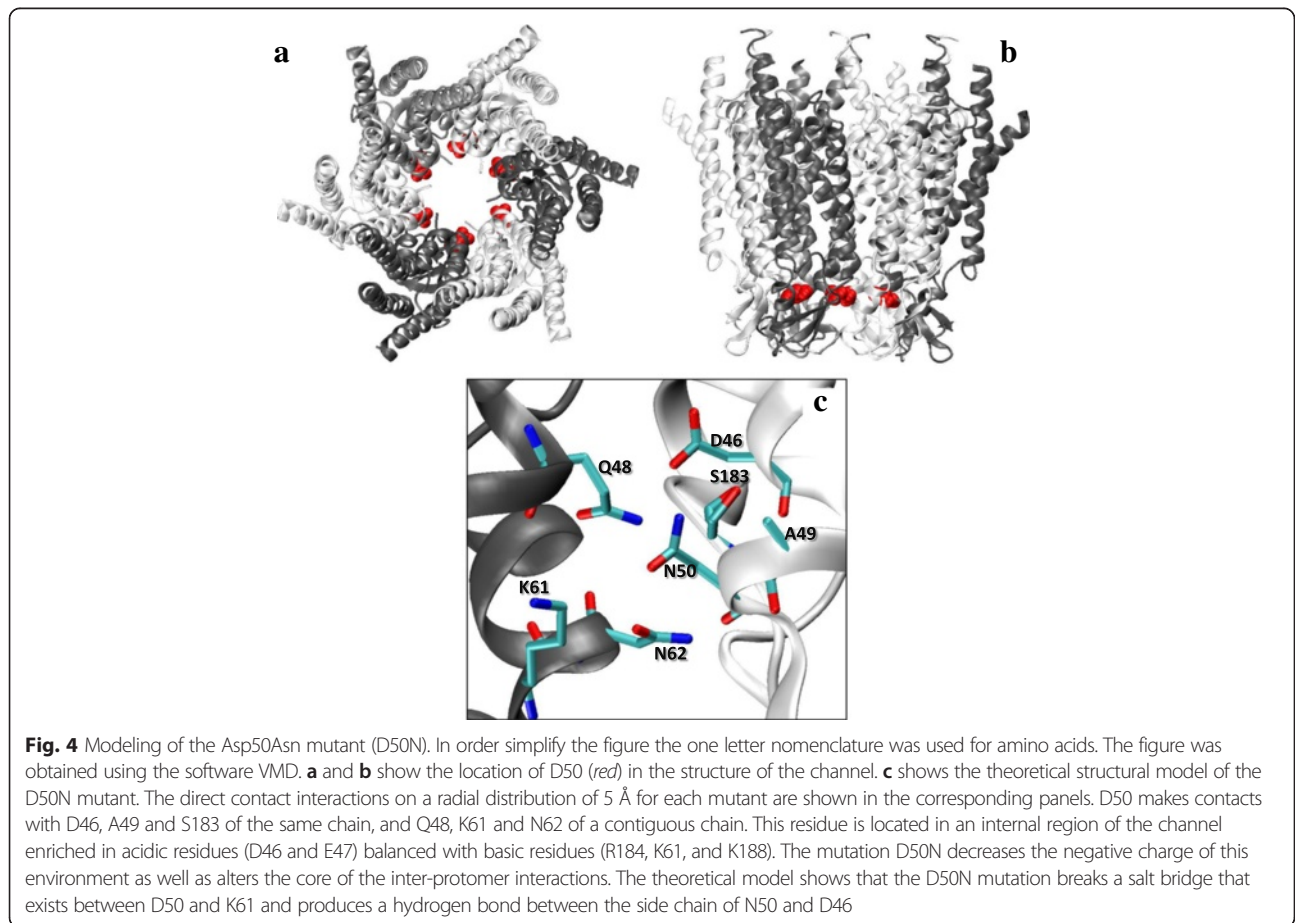 a
b
c
D46
Q48
S183
A49
N50
K61
N62
Fig. 4 Modeling of the Asp50Asn mutant (D50N). In order simplify the figure the one letter nomenclature was used for amino acids. The figure was
obtained using the software VMD. a and b show the location of D50 (red) in the structure of the channel. c shows the theoretical structural model of the
D50N mutant. The direct contact interactions on a radial distribution of 5 Å for each mutant are shown in the corresponding panels. D50 makes contacts
with D46, A49 and S183 of the same chain, and Q48, K61 and N62 of a contiguous chain. This residue is located in an internal region of the channel
enriched in acidic residues (D46 and E47) balanced with basic residues (R184, K61, and K188). The mutation D50N decreases the negative charge of this
environment as well as alters the core of the inter-protomer interactions. The theoretical model shows that the D50N mutation breaks a salt bridge that
exists between D50 and K61 and produces a hydrogen bond between the side chain of N50 and D46